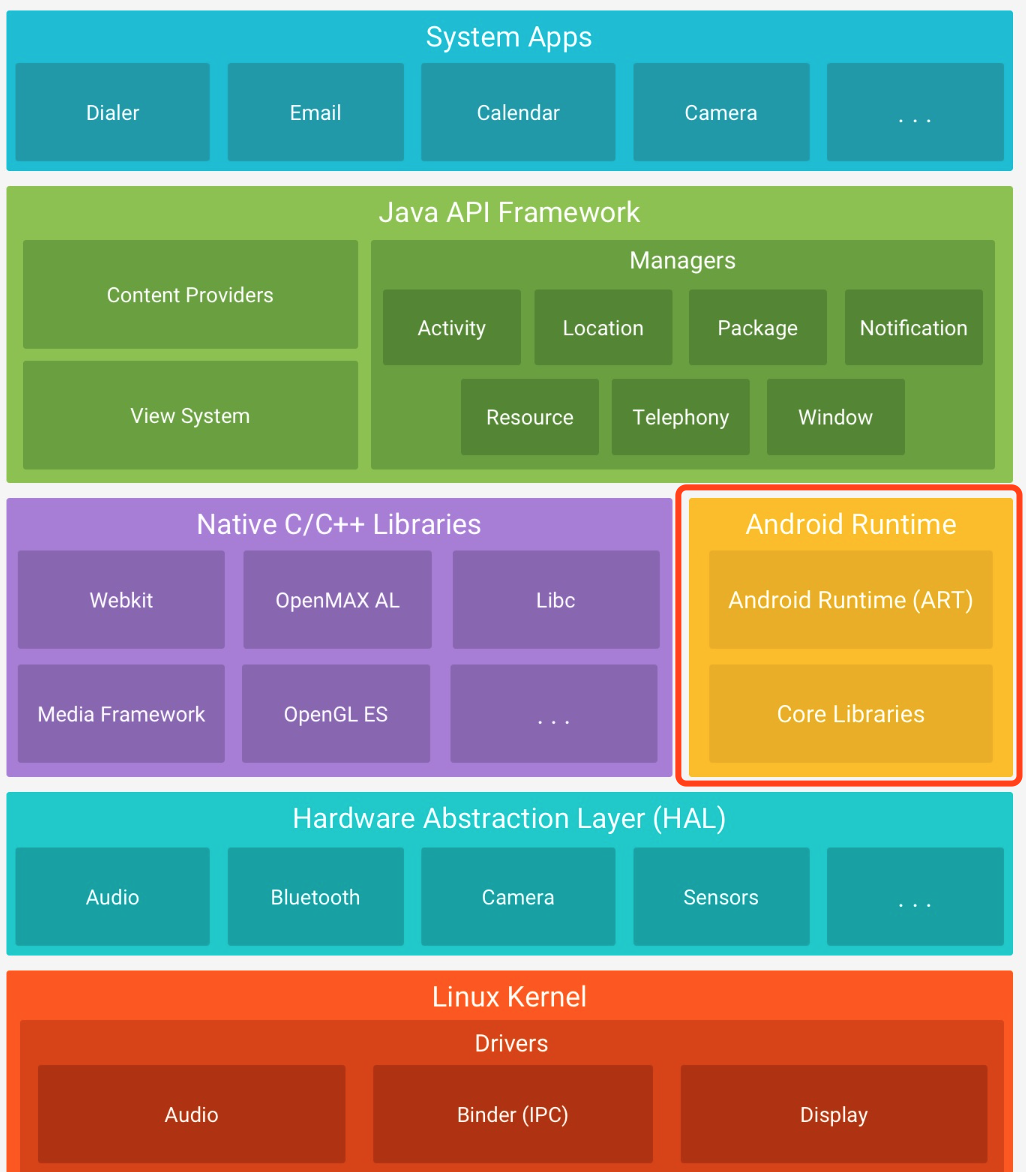 System Apps
Dialer
Email
Calendar
Camera
. . .
Java API Framework
Content Providers
View System
Managers
Activity
Location
Package
Notification
Resource
Telephony
Window
Native C/C++ Libraries
Webkit
OpenMAX AL
Libc
Media Framework
OpenGL ES
. . .
Android Runtime
Android Runtime (ART)
Core Libraries
Hardware Abstraction Layer (HAL)
Audio
Bluetooth
Camera
Sensors
. . .
Linux Kernel
Drivers
Audio
Binder (IPC)
Display